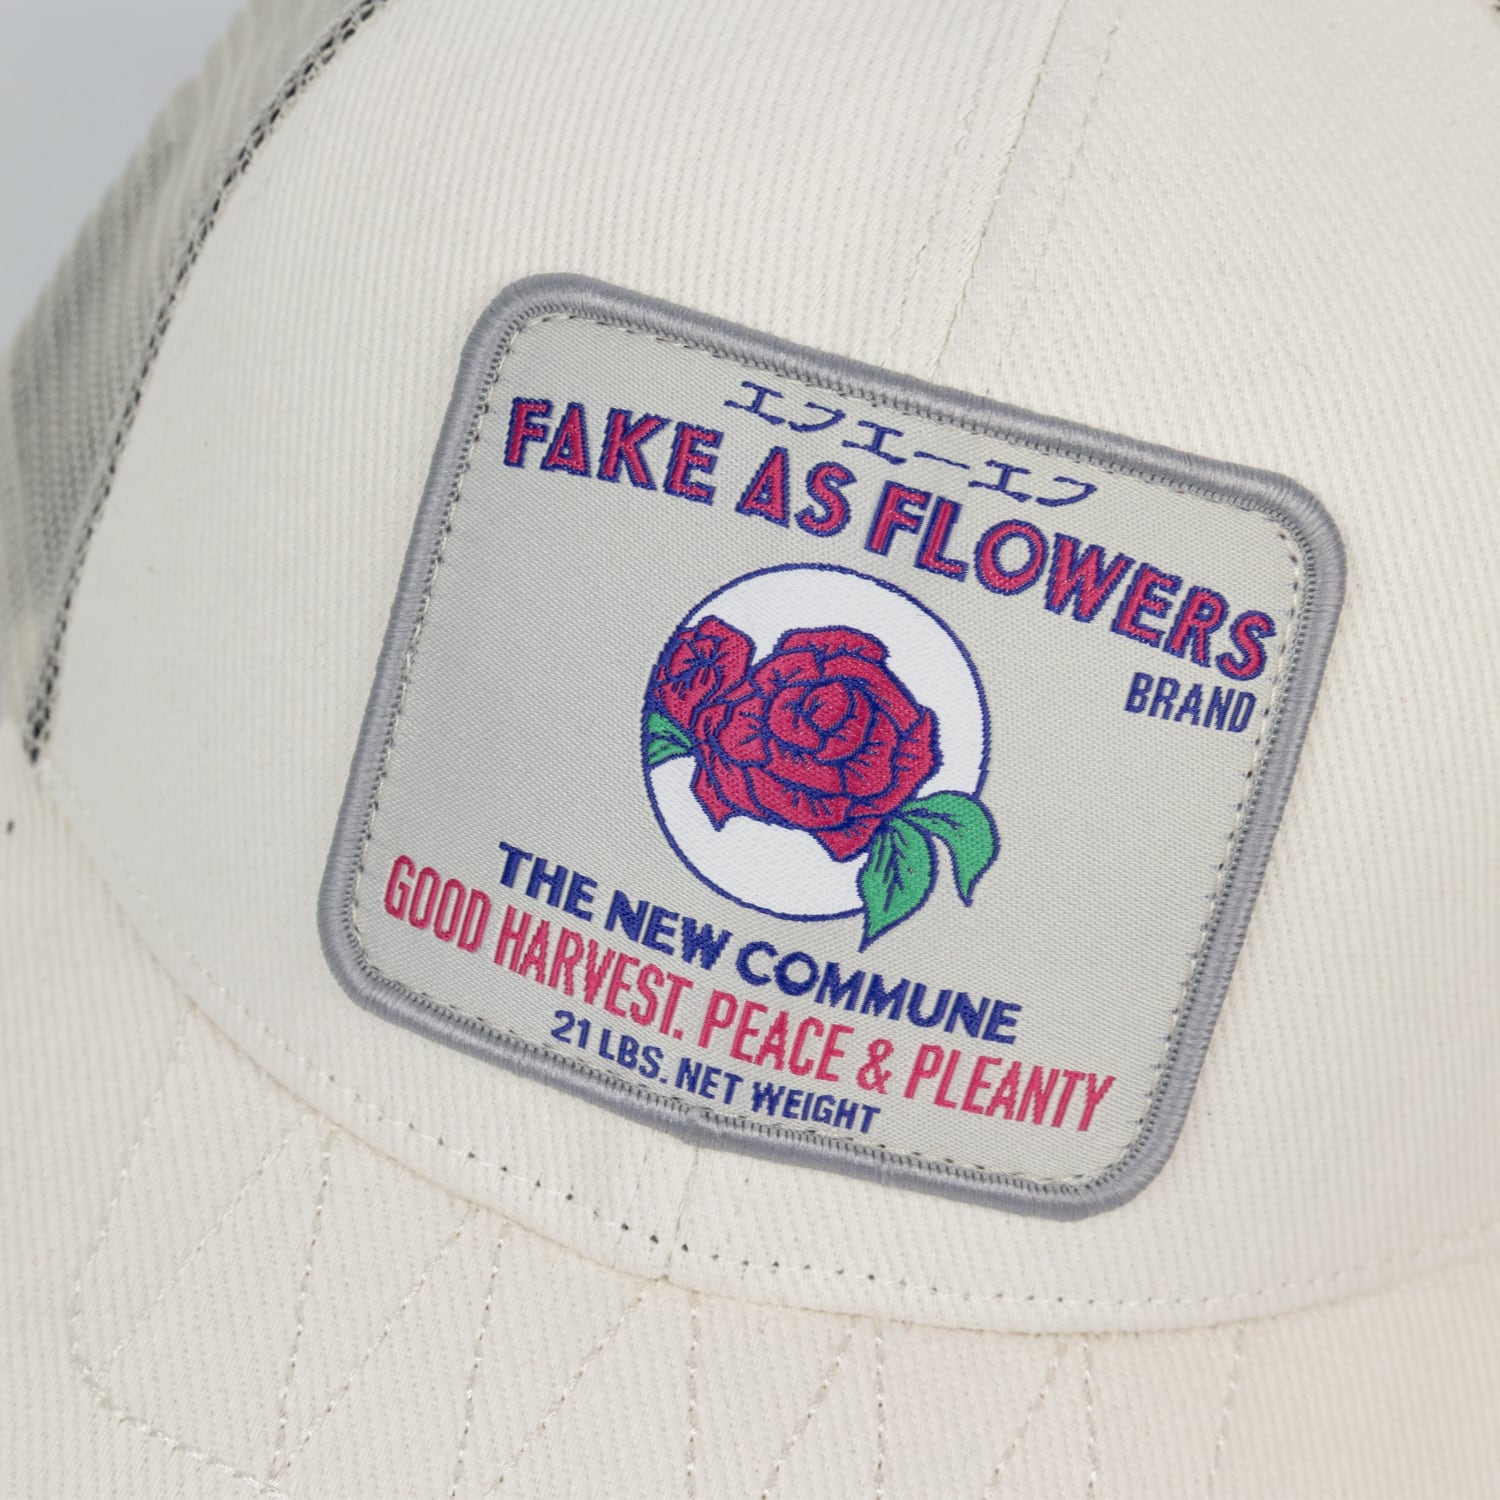 エフエーエフ
FAKE AS FLOWERS
BRAND
THE NEW COMMUNE
GOOD HARVEST. PEACE & PLEANTY
21 LBS. NET WEIGHT